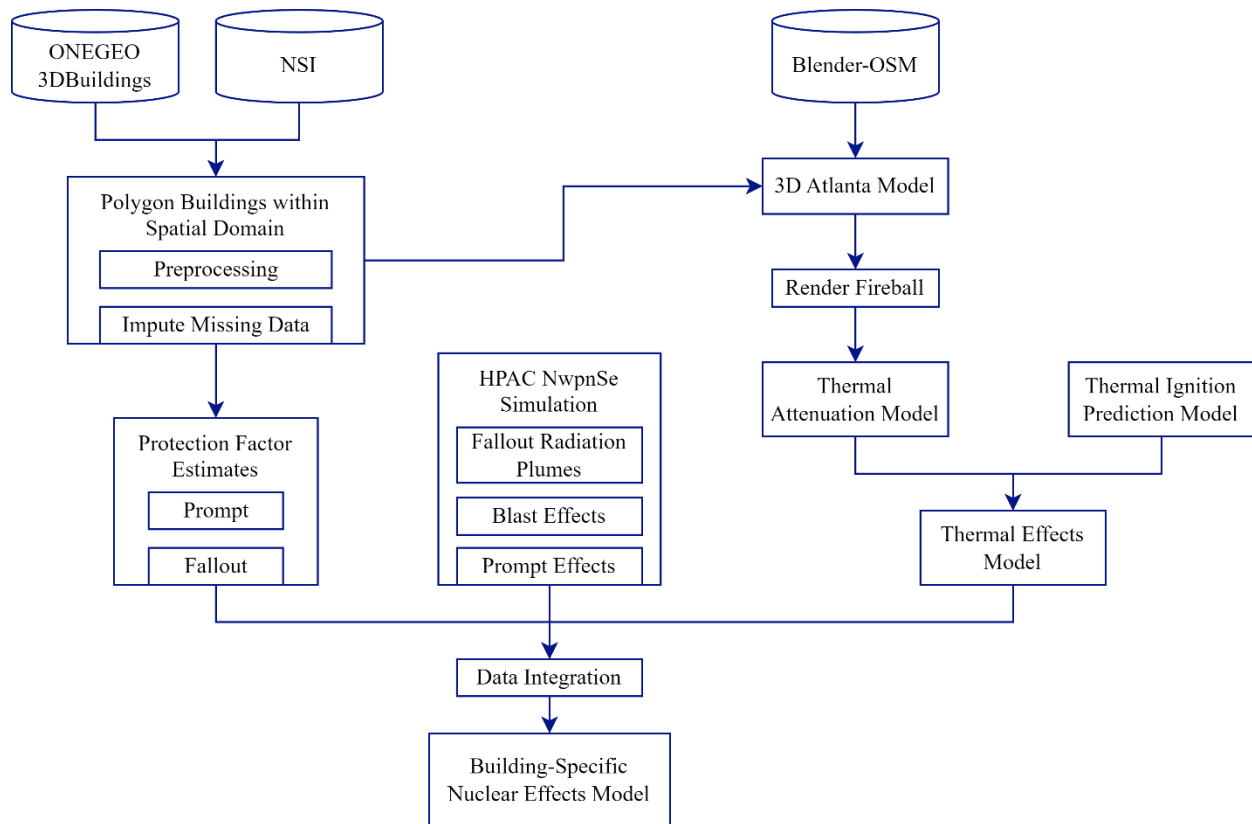 ONEGEO
3DBuildings
NSI
Blender-OSM
Polygon Buildings within
Spatial Domain
Preprocessing
Impute Missing Data
3D Atlanta Model
Render Fireball
Thermal
Attenuation Model
Thermal Ignition
Prediction Model
HPAC NwpnSe
Simulation
Fallout Radiation
Plumes
Blast Effects
Prompt Effects
Protection Factor
Estimates
Prompt
Fallout
Thermal Effects
Model
Data Integration
Building-Specific
Nuclear Effects Model